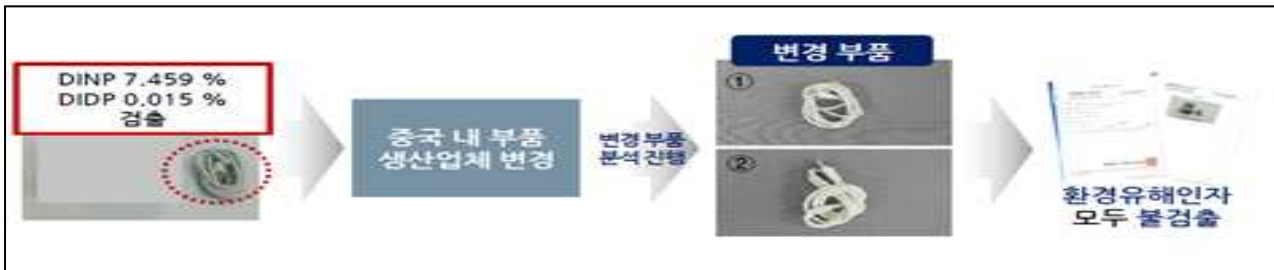 DINP 7.459 %
DIDP 0.015 %
검출
중국 내 부품
생산업체 변경
변경 부품
분석 진행
변경 부품
①
②
환경유해인자
모두 불검출